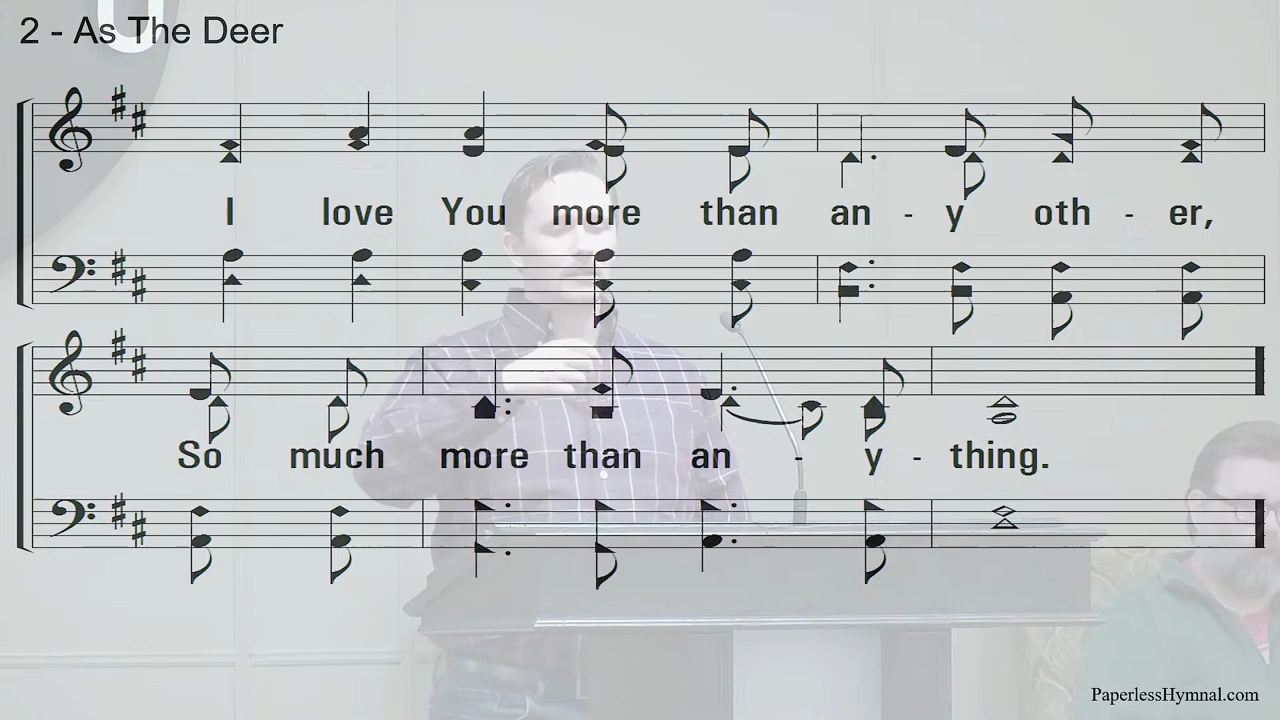 2 - As The Deer
I love You more than an - y oth - er,
So much more than an - y - thing.
PaperlessHymnal.com